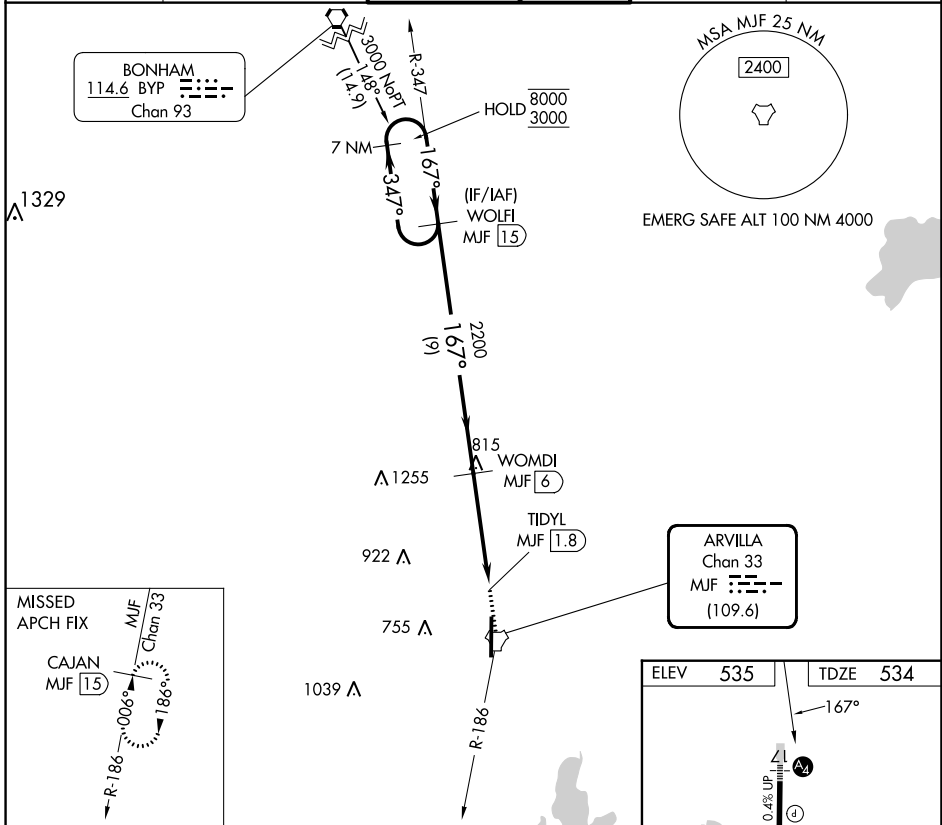 BONHAM
114.6 BYP
Chan 93
3000 NoPT
148°
(14.9)
R-347
HOLD 8000
3000
7 NM
167°
347°
(IF/IAF)
WOLFI
MJF 15
MSA MJF 25 NM
2400
EMERG SAFE ALT 100 NM 4000
1329
2200
167°
(9)
815
1255
WOMDI
MJF 6
TIDYL
MJF 1.8
922
ARVILLA
Chan 33
MJF
(109.6)
755
1039
R-186
MISSED
APCH FIX
MJF
Chan 33
CAJAN
MJF 15
006°
186°
R-186
ELEV 535
TDZE 534
167°
17
A4
0.4% UP
P